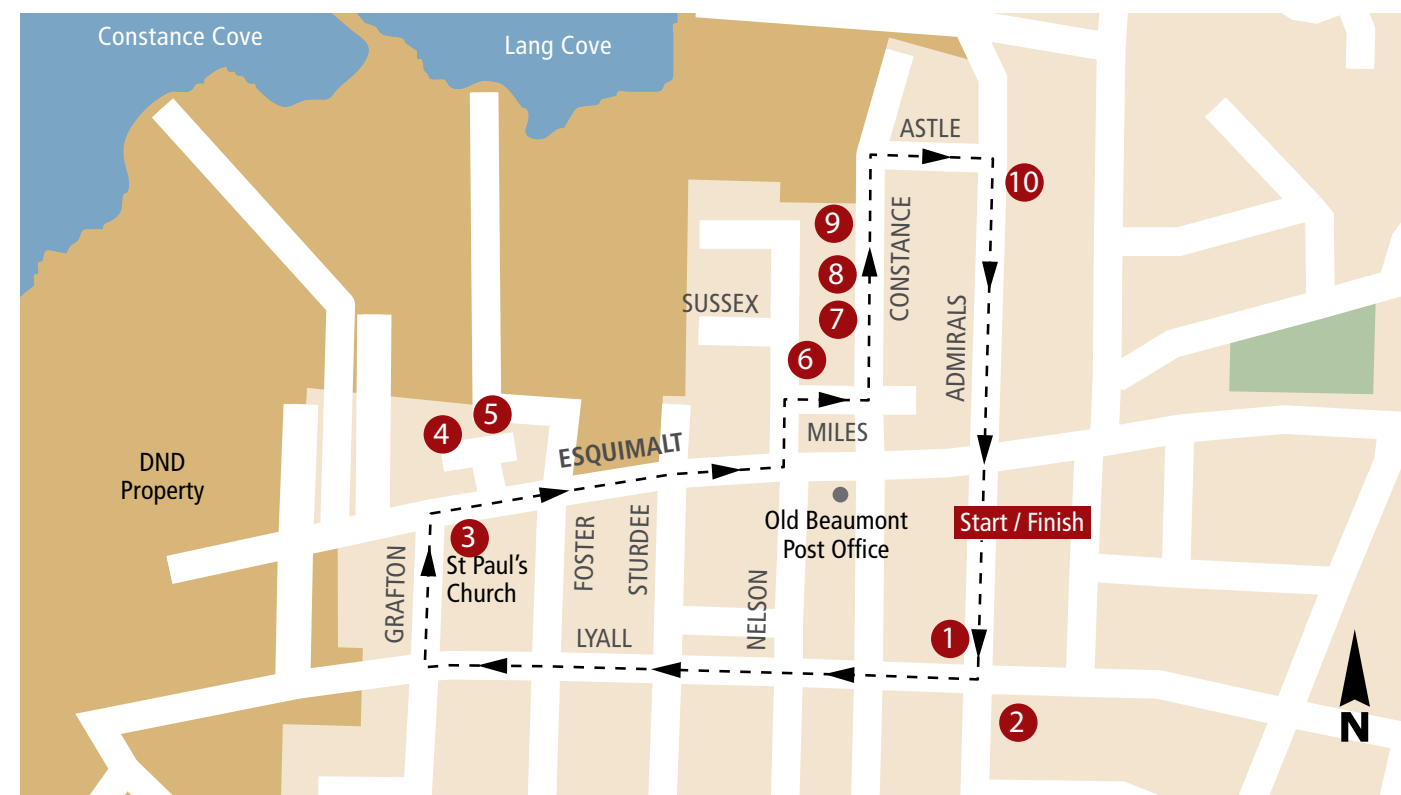 Constance Cove
Lang Cove
ASTLE
10
9
CONSTANCE
8
SUSSEX
7
ADMIRALS
6
5
4
MILES
ESQUIMALT
DND
Property
Old Beaumont
Post Office
Start / Finish
3
St Paul's
Church
GRAFTON
FOSTER
STURDEE
NELSON
LYALL
1
2
N